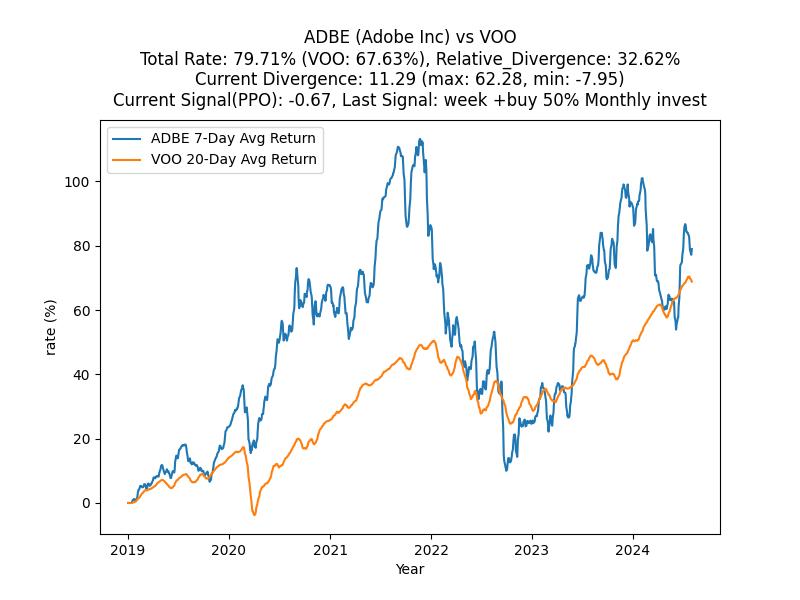 ADBE (Adobe Inc) vs VOO
Total Rate: 79.71% (VOO: 67.63%), Relative_Divergence: 32.62%
Current Divergence: 11.29 (max: 62.28, min: -7.95)
Current Signal(PPO): -0.67, Last Signal: week +buy 50% Monthly invest
ADBE 7-Day Avg Return
VOO 20-Day Avg Return
100
80
60
40
20
0
rate (%)
2019 2020 2021 2022 2023 2024
Year